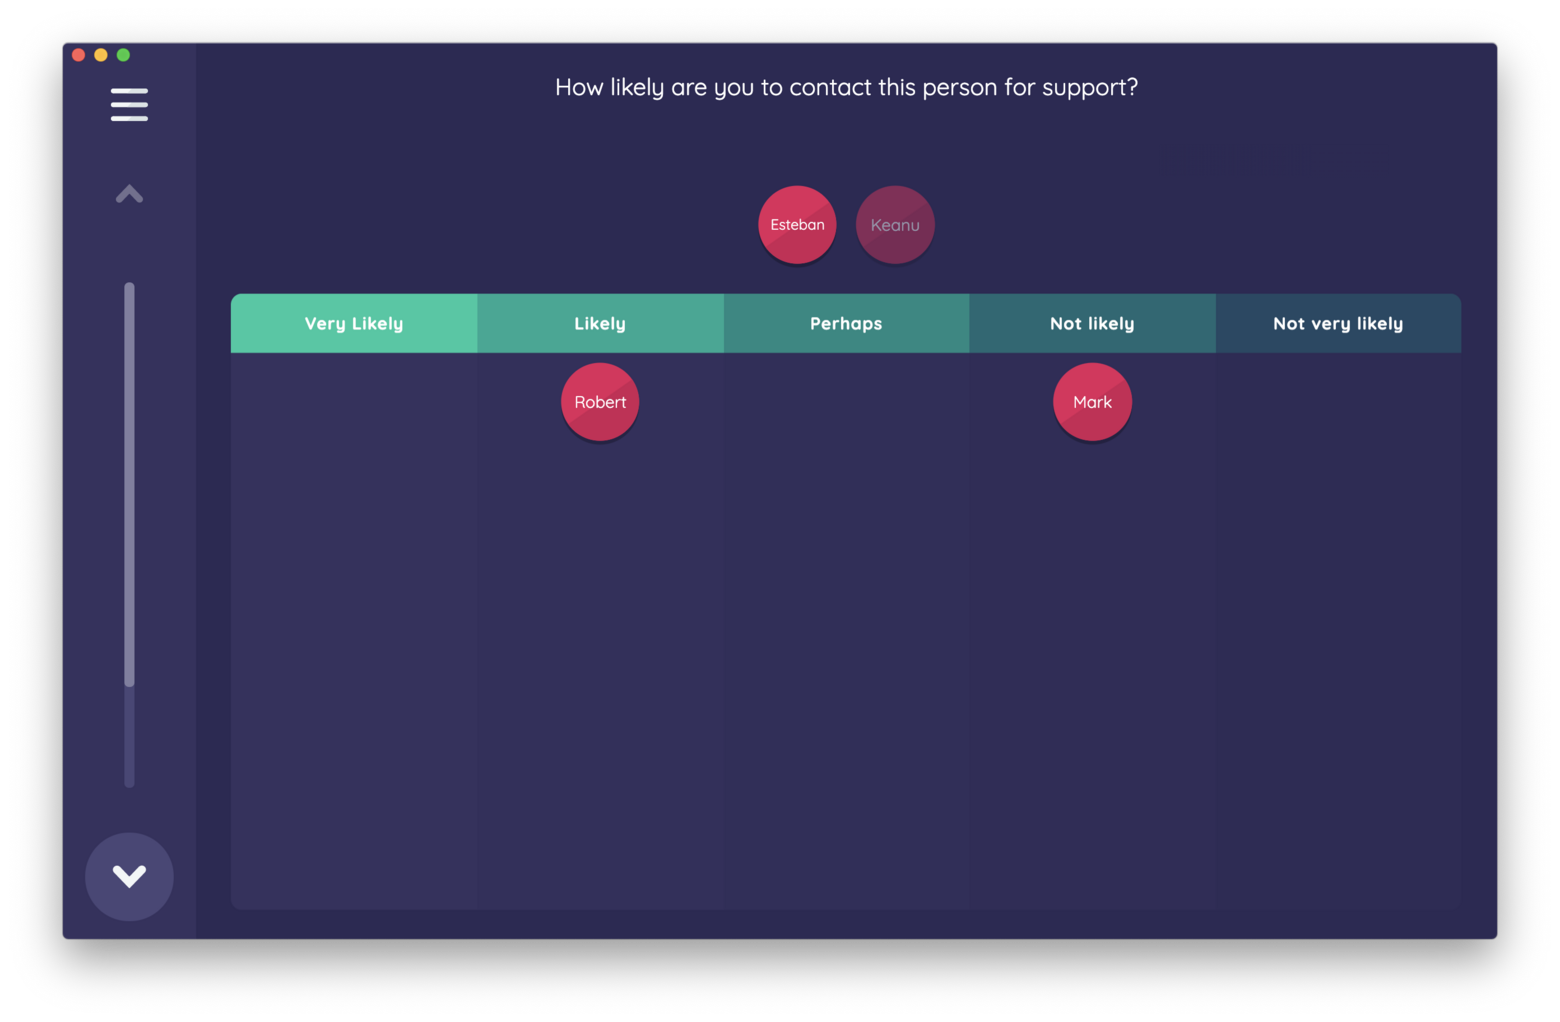 How likely are you to contact this person for support?
Esteban Keanu
Very Likely Likely Perhaps Not likely Not very likely
Robert Mark